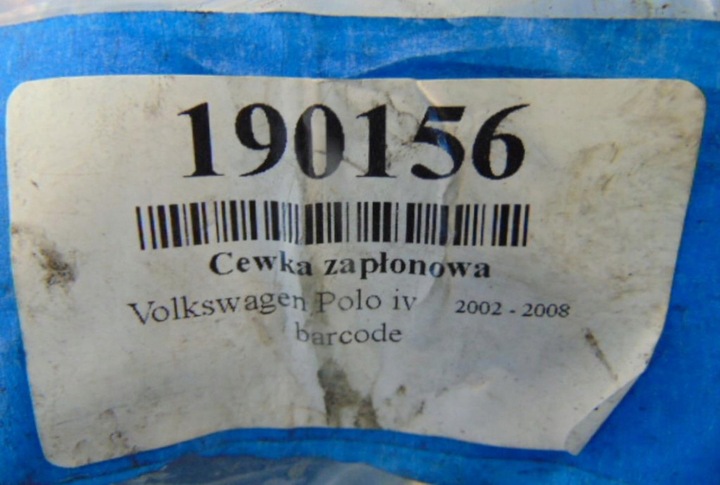 190156
Cewka zapłonowa
Volkswagen Polo iv 2002 - 2008
barcode